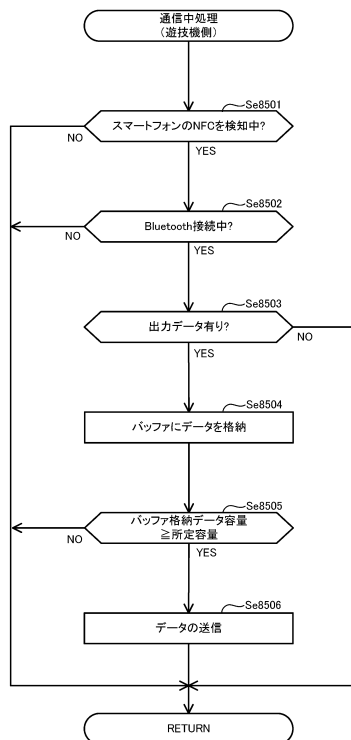 通信中処理
(遊技機側)
Se8501
スマートフォンのNFCを検知中?
NO
YES
Se8502
Bluetooth接続中?
NO
YES
Se8503
出力データ有り?
NO
YES
Se8504
バッファにデータを格納
Se8505
バッファ格納データ容量
≧所定容量
NO
YES
Se8506
データの送信
RETURN